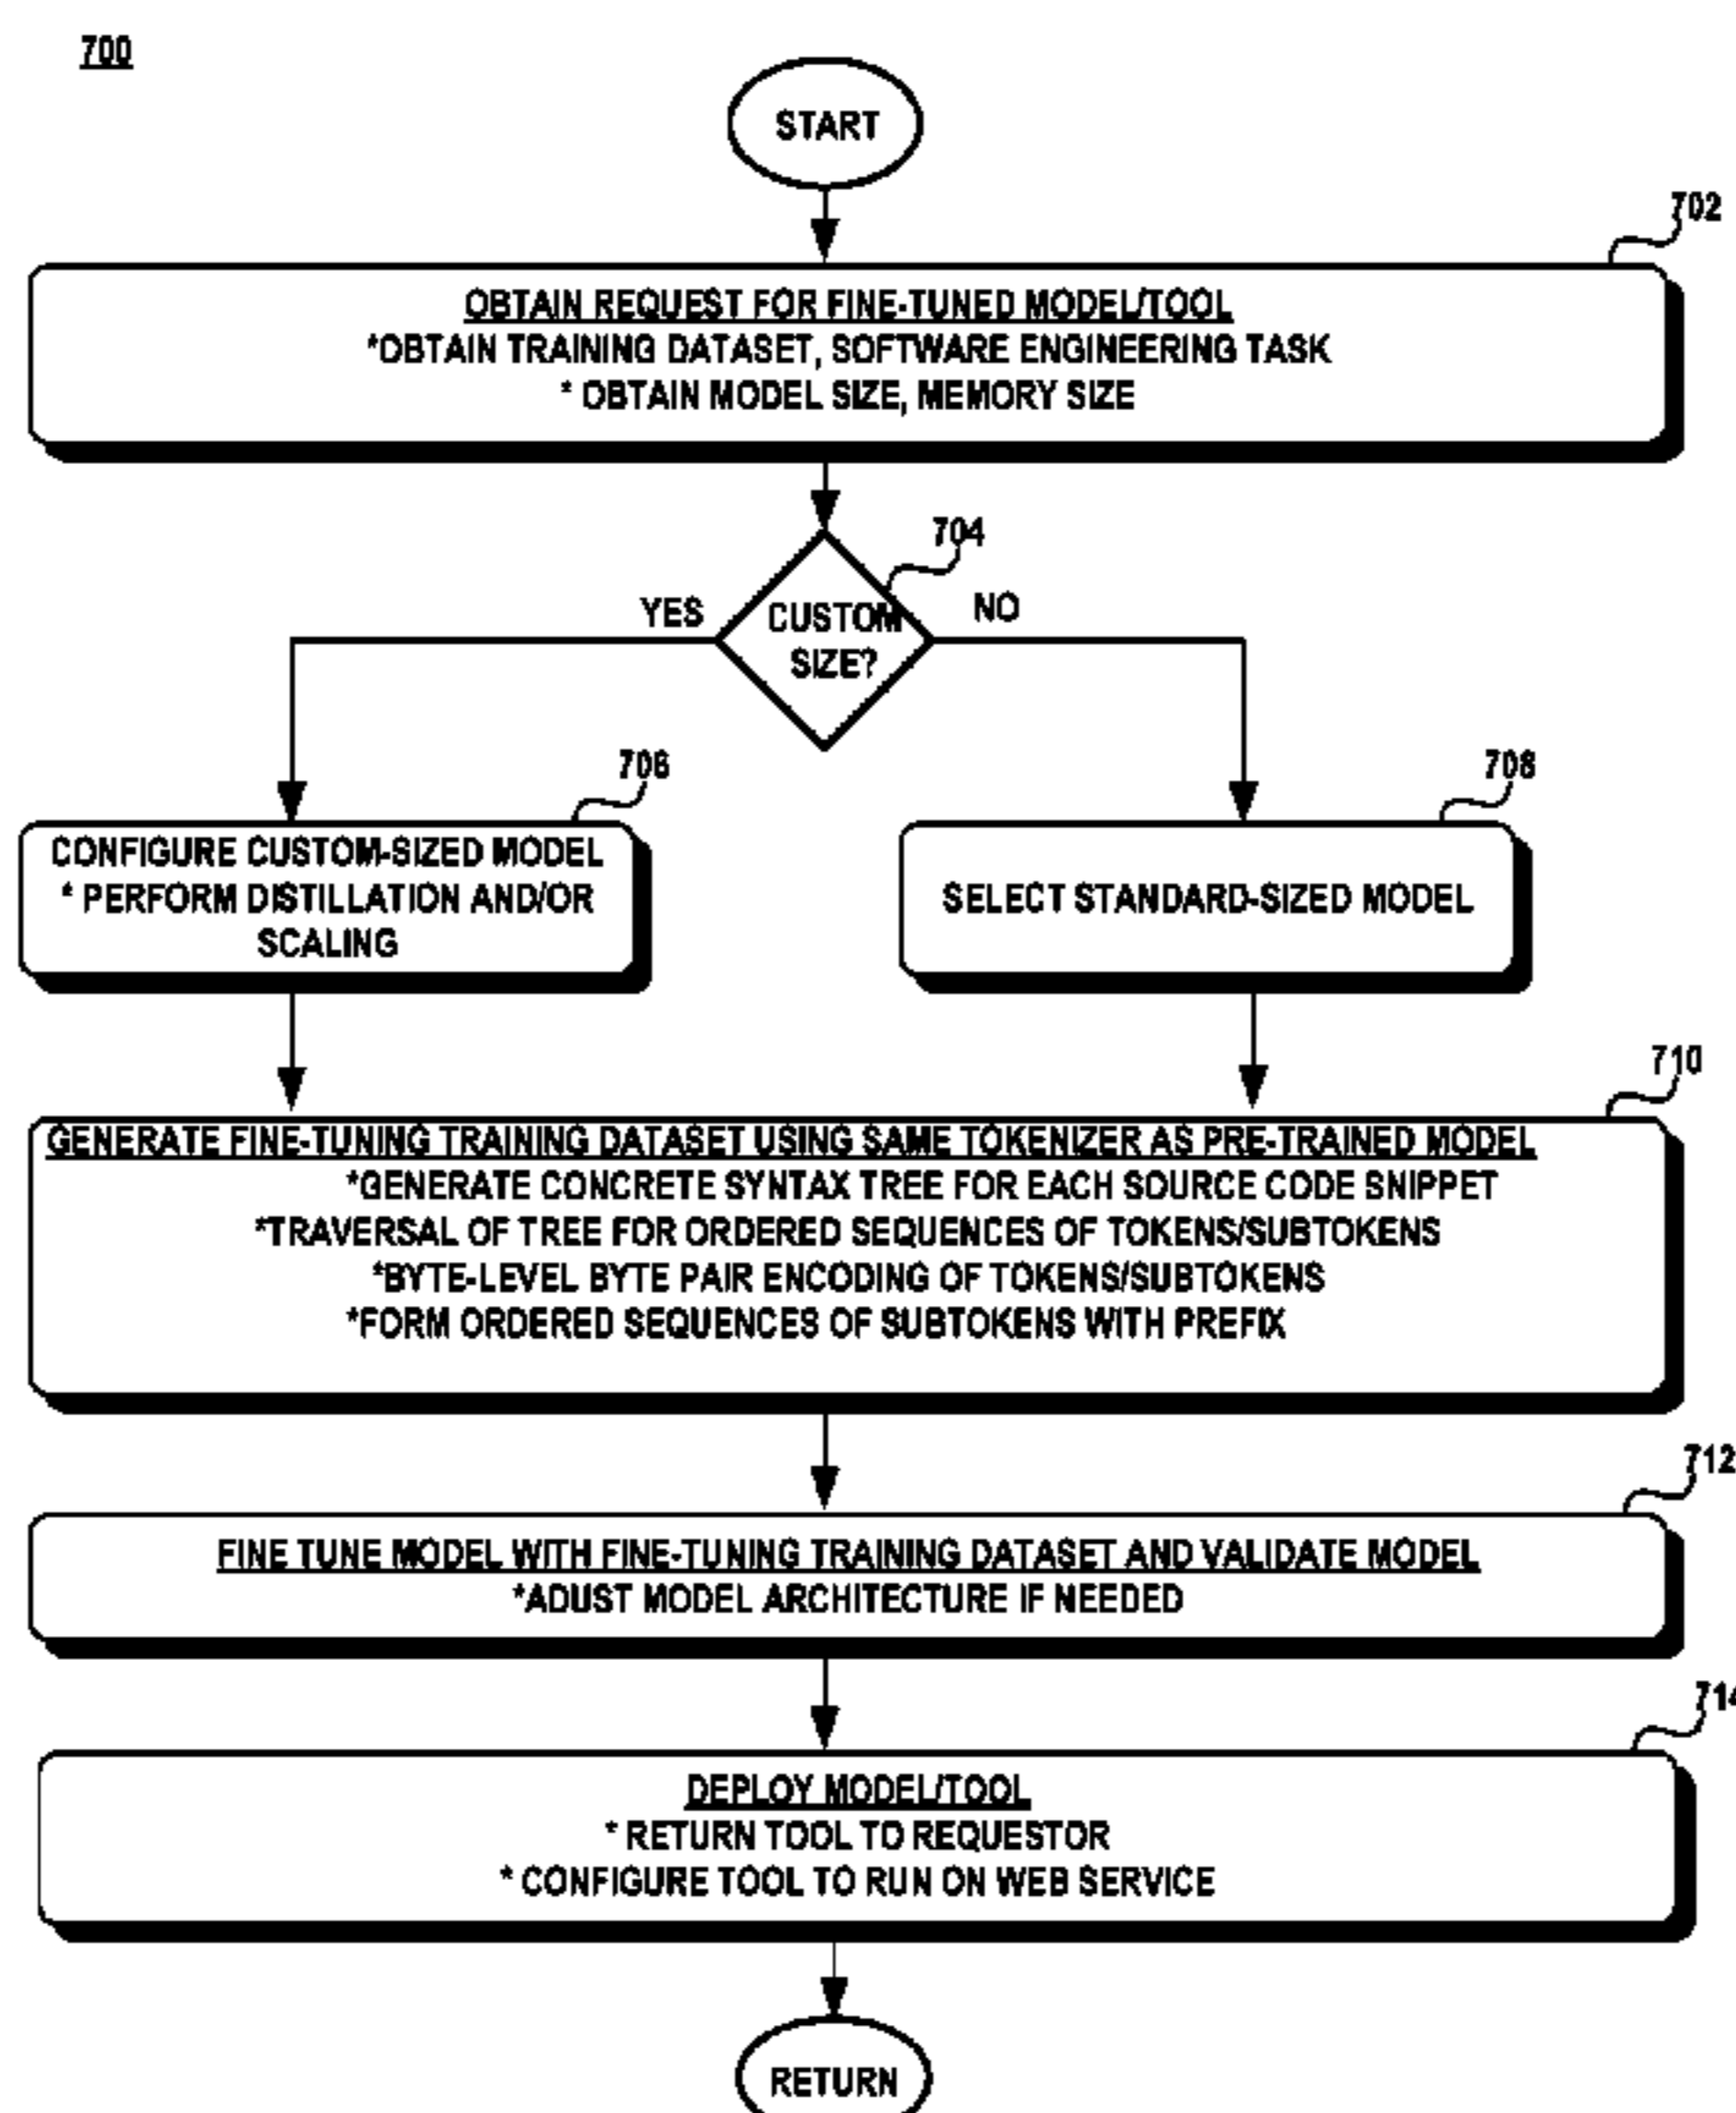 700
START
702
OBTAIN REQUEST FOR FINE-TUNED MODEL/TOOL
*OBTAIN TRAINING DATASET, SOFTWARE ENGINEERING TASK
* OBTAIN MODEL SIZE, MEMORY SIZE
704
YES
CUSTOM
SIZE?
NO
706
CONFIGURE CUSTOM-SIZED MODEL
* PERFORM DISTILLATION AND/OR
SCALING
708
SELECT STANDARD-SIZED MODEL
710
GENERATE FINE-TUNING TRAINING DATASET USING SAME TOKENIZER AS PRE-TRAINED MODEL
*GENERATE CONCRETE SYNTAX TREE FOR EACH SOURCE CODE SNIPPET
*TRAVERSAL OF TREE FOR ORDERED SEQUENCES OF TOKENS/SUBTOKENS
*BYTE-LEVEL BYTE PAIR ENCODING OF TOKENS/SUBTOKENS
*FORM ORDERED SEQUENCES OF SUBTOKENS WITH PREFIX
712
FINE TUNE MODEL WITH FINE-TUNING TRAINING DATASET AND VALIDATE MODEL
*ADUST MODEL ARCHITECTURE IF NEEDED
714
DEPLOY MODEL/TOOL
* RETURN TOOL TO REQUESTOR
* CONFIGURE TOOL TO RUN ON WEB SERVICE
RETURN